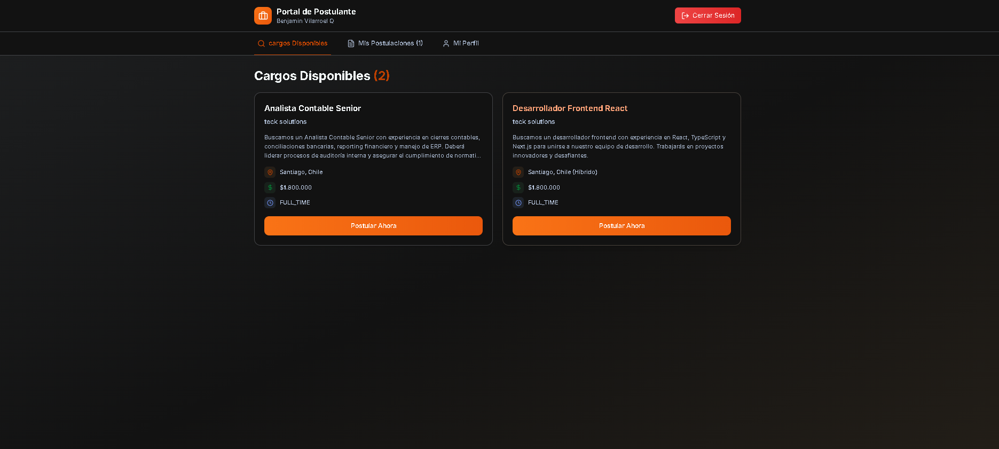 Portal de Postulante
Benjamin Vilarroel Q
Cerrar Sesión
cargos Disponibles
Mis Postulaciones (1)
Mi Perfil
Cargos Disponibles (2)
Analista Contable Senior
teck solutions
Buscamos un Analista Contable Senior con experiencia en cierres contables,
conciliaciones bancarias, reporting financiero y manejo de ERP. Deberá
liderar procesos de auditoría interna y asegurar el cumplimiento de normati...
Santiago, Chile
$1.800.000
FULL_TIME
Postular Ahora
Desarrollador Frontend React
teck solutions
Buscamos un desarrollador frontend con experiencia en React, TypeScript y
Next.js para unirse a nuestro equipo de desarrollo. Trabajarás en proyectos
innovadores y desafiantes.
Santiago, Chile (Híbrido)
$1.800.000
FULL_TIME
Postular Ahora